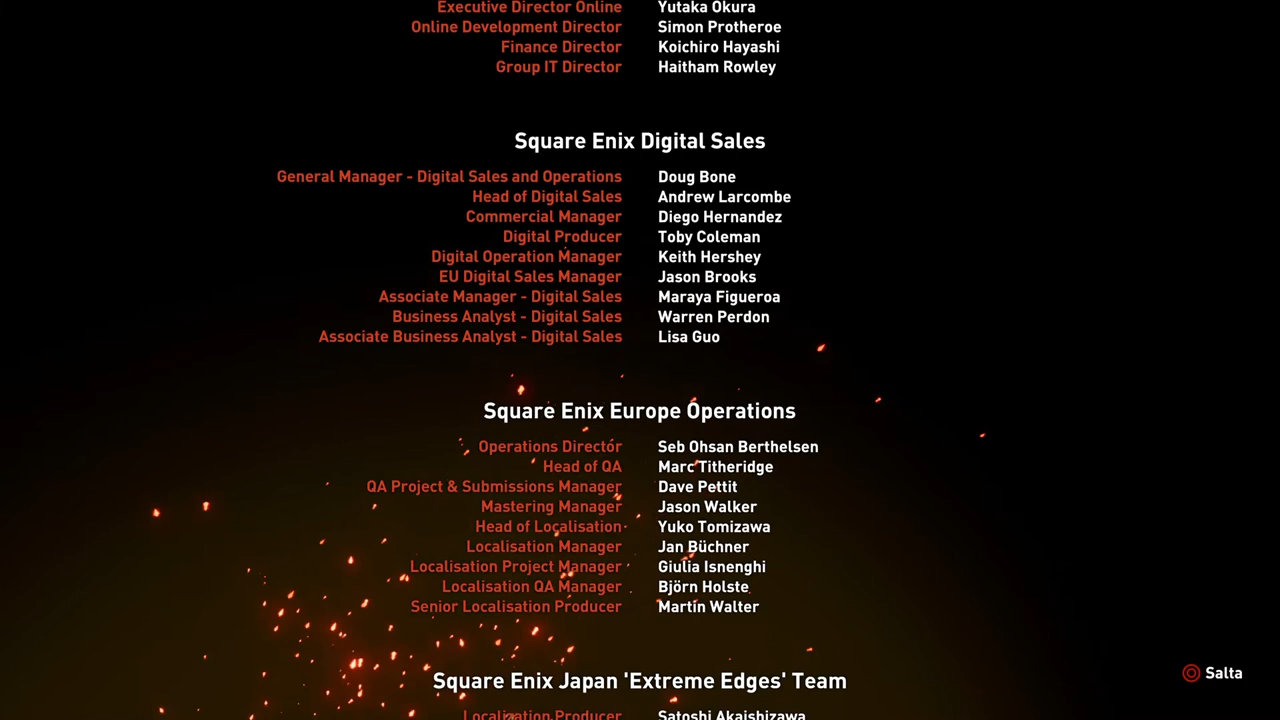 Executive Director Online Yutaka Okura
Online Development Director Simon Protheroe
Finance Director Koichiro Hayashi
Group IT Director Haitham Rowley
Square Enix Digital Sales
General Manager - Digital Sales and Operations Doug Bone
Head of Digital Sales Andrew Larcombe
Commercial Manager Diego Hernandez
Digital Producer Toby Coleman
Digital Operation Manager Keith Hershey
EU Digital Sales Manager Jason Brooks
Associate Manager - Digital Sales Maraya Figueroa
Business Analyst - Digital Sales Warren Perdon
Associate Business Analyst - Digital Sales Lisa Guo
Square Enix Europe Operations
Operations Director Seb Ohsan Berthelsen
Head of QA Marc Titheridge
QA Project & Submissions Manager Dave Pettit
Mastering Manager Jason Walker
Head of Localisation Yuko Tomizawa
Localisation Manager Jan Büchner
Localisation Project Manager Giulia Isnenghi
Localisation QA Manager Björn Holste
Senior Localisation Producer Martin Walter
Square Enix Japan 'Extreme Edges' Team
Salta
Localization Producer Satoshi Akaishizawa